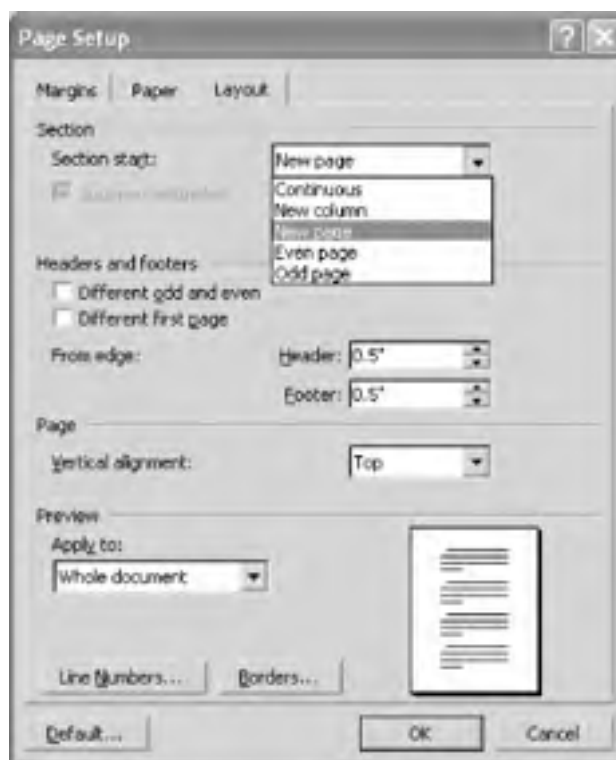 Page Setup
Margins Paper Layout
Section
Section start: New page
Continuous
New column
New page
Even page
Odd page
Headers and footers
Different odd and even
Different first page
From edge: Header: 0.5"
Footer: 0.5"
Page
Vertical alignment: Top
Preview
Apply to:
Whole document
Line Numbers... Borders...
Default... OK Cancel